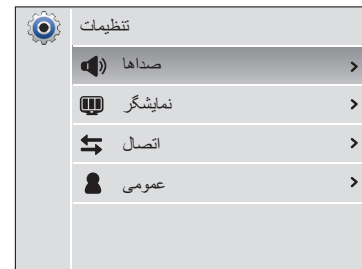 تنظیمات
صداها
نمایشگر
اتصال
عمومی